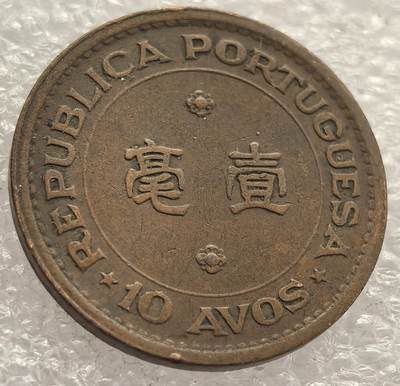 REPUBLICA PORTUGUESA
毫 壹
10 AVOS